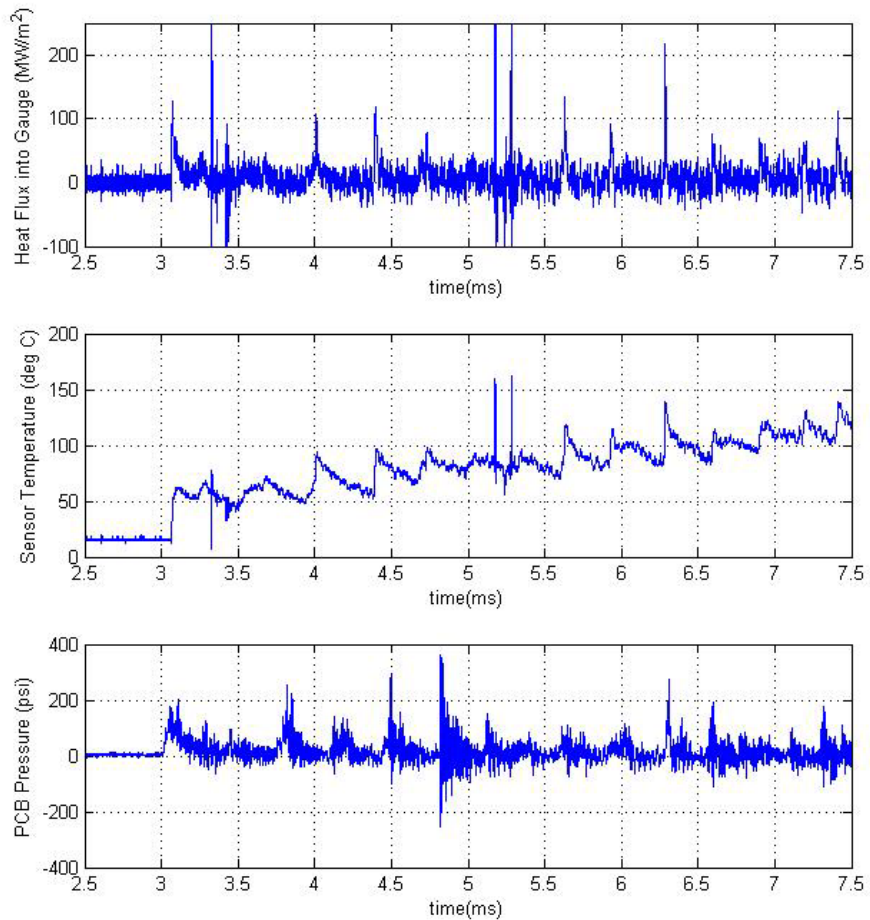 Heat Flux into Gauge (MW/m²)
200
100
0
-100
2.5 3 3.5 4 4.5 5 5.5 6 6.5 7 7.5
time(ms)
Sensor Temperature (deg C)
200
150
100
50
0
2.5 3 3.5 4 4.5 5 5.5 6 6.5 7 7.5
time(ms)
PCB Pressure (psi)
400
200
0
-200
-400
2.5 3 3.5 4 4.5 5 5.5 6 6.5 7 7.5
time(ms)